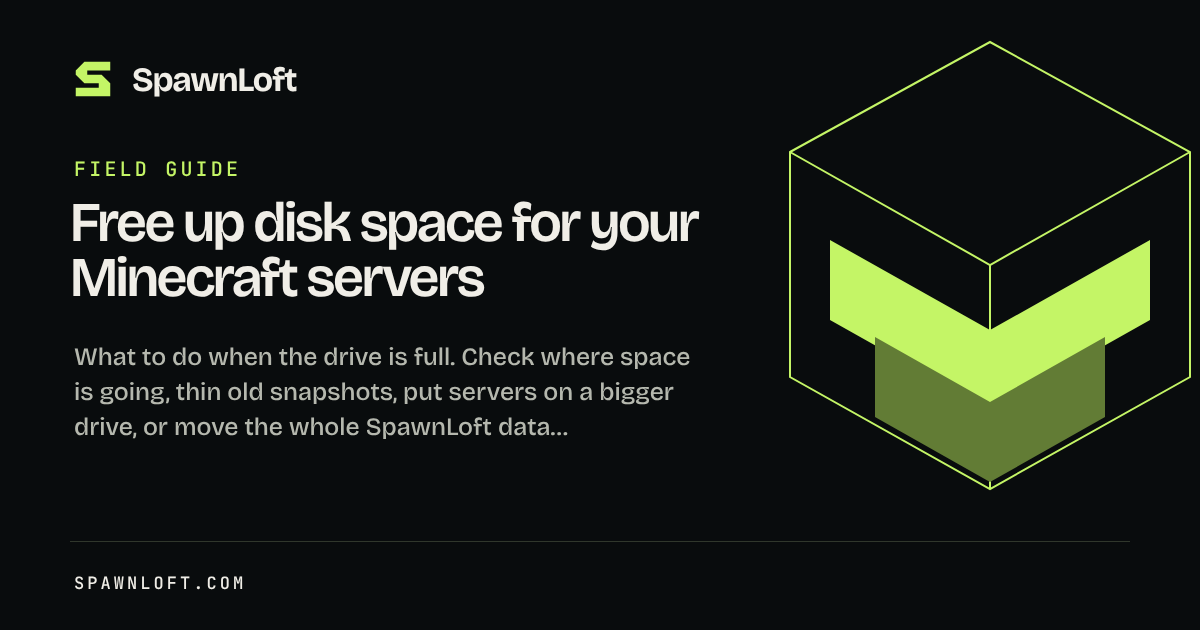 SpawnLoft
FIELD GUIDE
Free up disk space for your
Minecraft servers
What to do when the drive is full. Check where space
is going, thin old snapshots, put servers on a bigger
drive, or move the whole SpawnLoft data...
SPAWNLOFT.COM